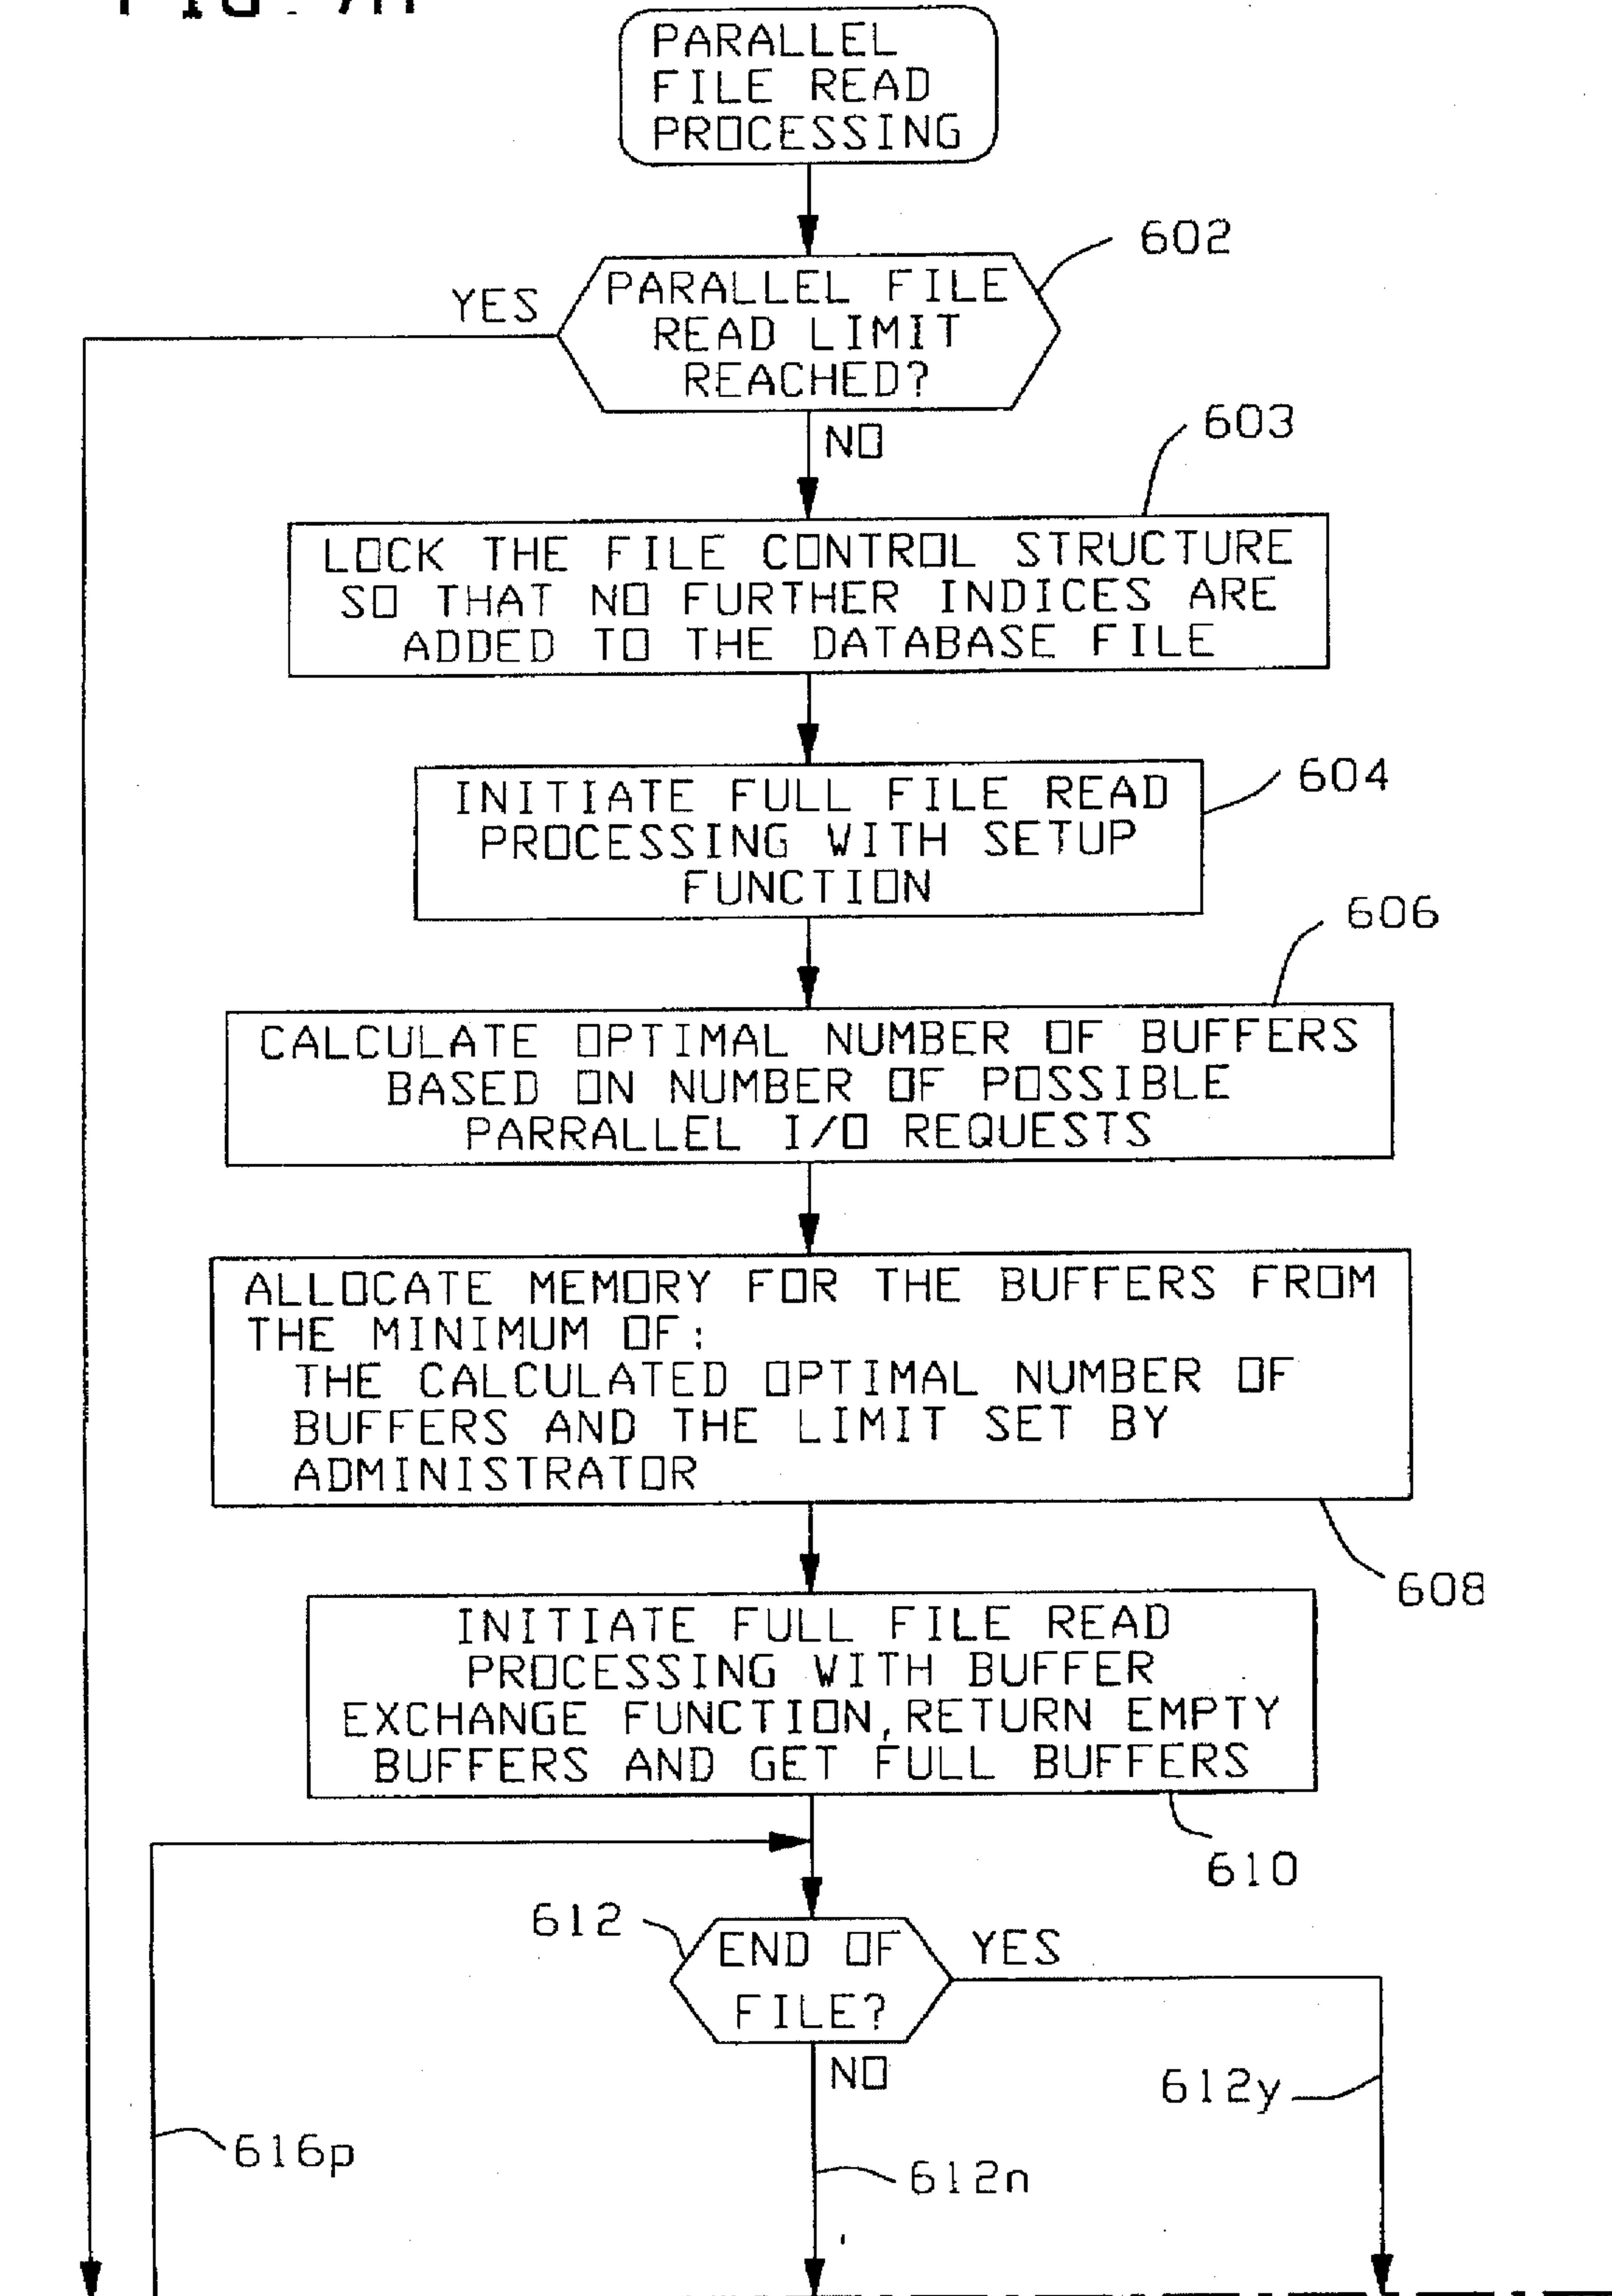 PARALLEL
FILE READ
PROCESSING
602
YES
PARALLEL FILE
READ LIMIT
REACHED?
NO
603
LOCK THE FILE CONTROL STRUCTURE
SO THAT NO FURTHER INDICES ARE
ADDED TO THE DATABASE FILE
604
INITIATE FULL FILE READ
PROCESSING WITH SETUP
FUNCTION
606
CALCULATE OPTIMAL NUMBER OF BUFFERS
BASED ON NUMBER OF POSSIBLE
PARRALLEL I/O REQUESTS
ALLOCATE MEMORY FOR THE BUFFERS FROM
THE MINIMUM OF:
THE CALCULATED OPTIMAL NUMBER OF
BUFFERS AND THE LIMIT SET BY
ADMINISTRATOR
608
INITIATE FULL FILE READ
PROCESSING WITH BUFFER
EXCHANGE FUNCTION,RETURN EMPTY
BUFFERS AND GET FULL BUFFERS
610
612
END OF
FILE?
YES
NO
612y
616p
612n